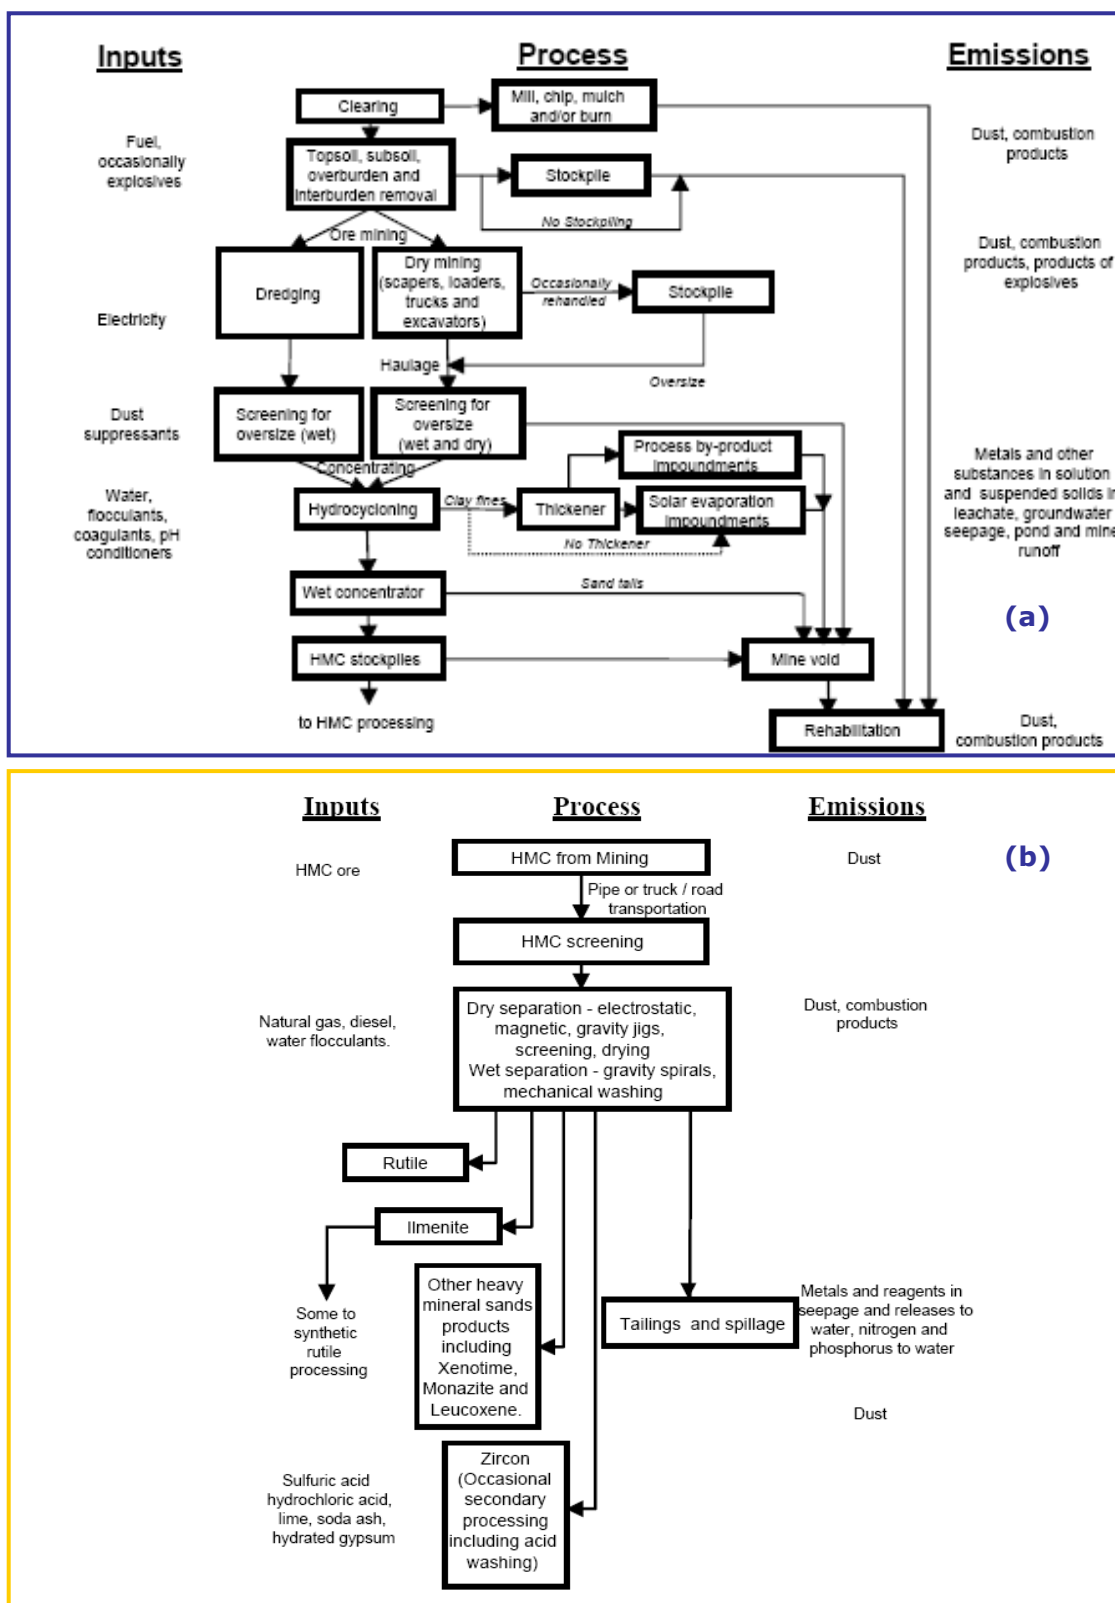 Inputs
Process
Emissions
Clearing
Mill, chip, mulch
and/or burn
Fuel,
occasionally
explosives
Dust, combustion
products
Topsoil, subsoil,
overburden and
interburden removal
Stockpile
No Stockpiling
Ore mining
Dredging
Dry mining
(scapers, loaders,
trucks and
excavators)
Occasionally
rehandled
Stockpile
Dust, combustion
products, products of
explosives
Electricity
Haulage
Oversize
Dust
suppressants
Screening for
oversize (wet)
Screening for
oversize
(wet and dry)
Concentrating
Process by-product
impoundments
Metals and other
substances in solution
and suspended solids in
leachate, groundwater
seepage, pond and mine
runoff
Water,
flocculants,
coagulants, pH
conditioners
Hydrocycloning
Clay fines
Thickener
Solar evaporation
impoundments
No Thickener
Wet concentrator
Sand tails
(a)
HMC stockpiles
Mine void
to HMC processing
Rehabilitation
Dust,
combustion products
Inputs
Process
Emissions
HMC ore
HMC from Mining
Dust
(b)
Pipe or truck / road
transportation
HMC screening
Natural gas, diesel,
water flocculants.
Dry separation - electrostatic,
magnetic, gravity jigs,
screening, drying
Wet separation - gravity spirals,
mechanical washing
Dust, combustion
products
Rutile
Ilmenite
Some to
synthetic
rutile
processing
Other heavy
mineral sands
products
including
Xenotime,
Monazite and
Leucoxene.
Tailings and spillage
Metals and reagents in
seepage and releases to
water, nitrogen and
phosphorus to water
Dust
Sulfuric acid
hydrochloric acid,
lime, soda ash,
hydrated gypsum
Zircon
(Occasional
secondary
processing
including acid
washing)